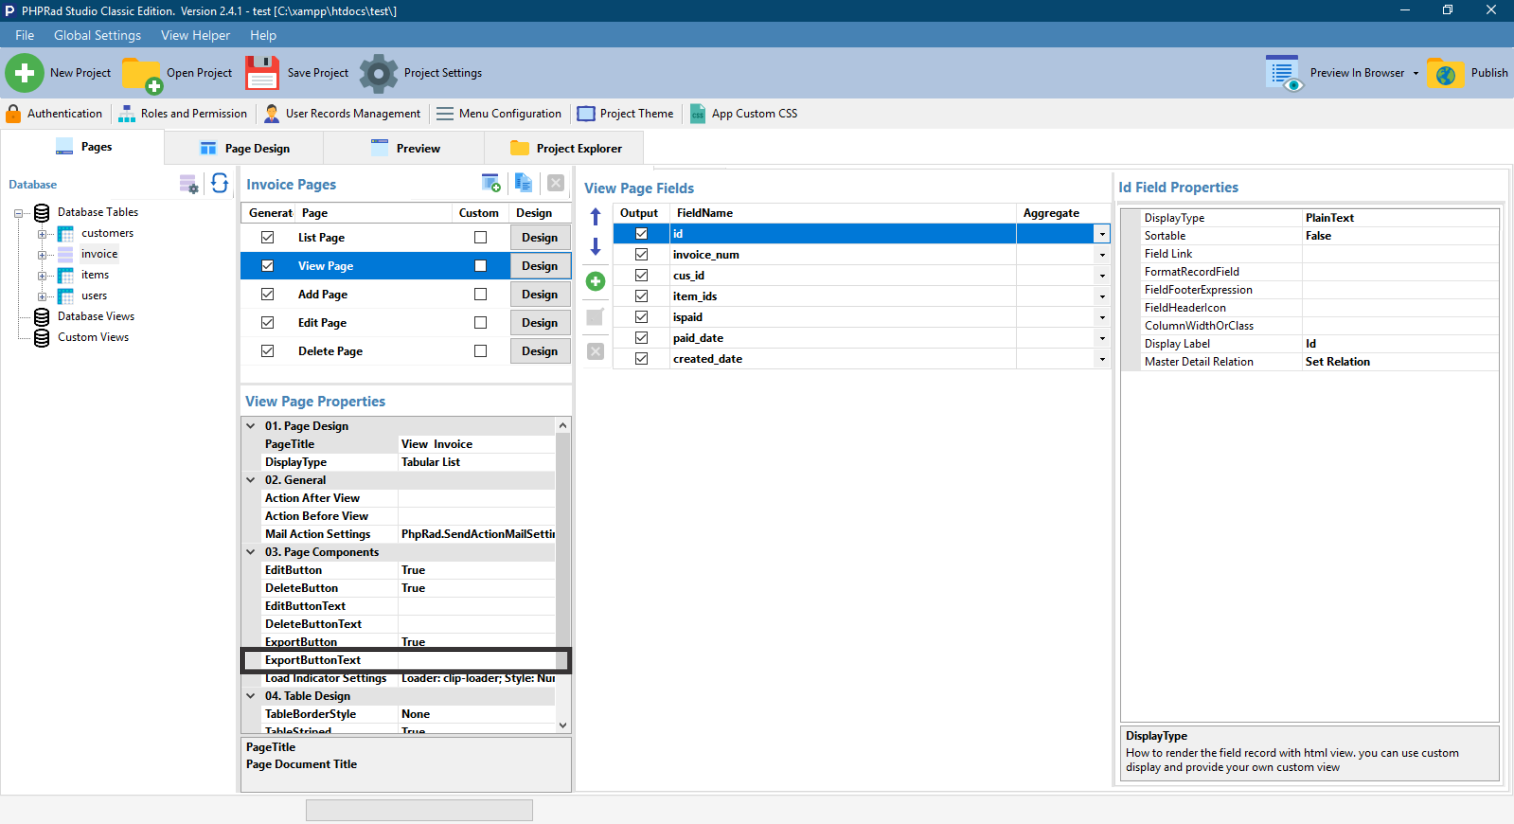 PHPRad Studio Classic Edition. Version 2.4.1 - test [C:\xampp\htdocs\test\]
File Global Settings View Helper Help
New Project Open Project Save Project Project Settings Preview In Browser Publish
Authentication Roles and Permission User Records Management Menu Configuration Project Theme App Custom CSS
Pages Page Design Preview Project Explorer
Database
Database Tables
customers
invoice
items
users
Database Views
Custom Views
Invoice Pages
Generat Page Custom Design
List Page Design
View Page Design
Add Page Design
Edit Page Design
Delete Page Design
View Page Properties
01. Page Design
PageTitle View Invoice
DisplayType Tabular List
02. General
Action After View
Action Before View
Mail Action Settings PhpRad.SendActionMailSettin
03. Page Components
EditButton True
DeleteButton True
EditButtonText
DeleteButtonText
ExportButton True
ExportButtonText
Load Indicator Settings Loader: clip-loader; Style: Nur
04. Table Design
TableBorderStyle None
TableStriped True
PageTitle
Page Document Title
View Page Fields
Output FieldName Aggregate
id
invoice_num
cus_id
item_ids
ispaid
paid_date
created_date
Id Field Properties
DisplayType PlainText
Sortable False
Field Link
FormatRecordField
FieldFooterExpression
FieldHeaderIcon
ColumnWidthOrClass
Display Label Id
Master Detail Relation Set Relation
DisplayType
How to render the field record with html view. you can use custom
display and provide your own custom view